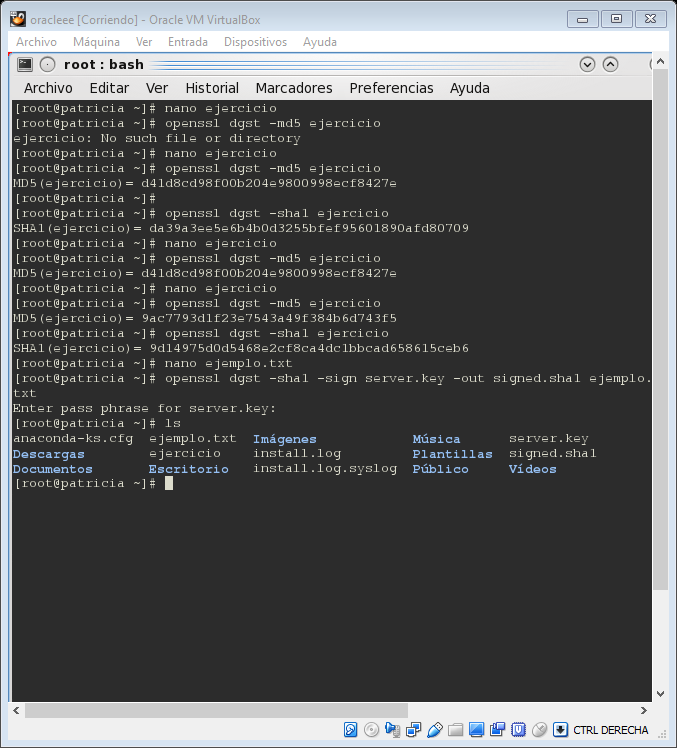 oracleee [Corriendo] - Oracle VM VirtualBox
Archivo Máquina Ver Entrada Dispositivos Ayuda
root : bash
Archivo Editar Ver Historial Marcadores Preferencias Ayuda
[root@patricia ~]# nano ejercicio
[root@patricia ~]# openssl dgst -md5 ejercicio
ejercicio: No such file or directory
[root@patricia ~]# nano ejercicio
[root@patricia ~]# openssl dgst -md5 ejercicio
MD5(ejercicio)= d41d8cd98f00b204e9800998ecf8427e
[root@patricia ~]#
[root@patricia ~]# openssl dgst -sha1 ejercicio
SHA1(ejercicio)= da39a3ee5e6b4b0d3255bfef95601890afd80709
[root@patricia ~]# nano ejercicio
[root@patricia ~]# openssl dgst -md5 ejercicio
MD5(ejercicio)= d41d8cd98f00b204e9800998ecf8427e
[root@patricia ~]# nano ejercicio
[root@patricia ~]# openssl dgst -md5 ejercicio
MD5(ejercicio)= 9ac7793d1f23e7543a49f384b6d743f5
[root@patricia ~]# openssl dgst -sha1 ejercicio
SHA1(ejercicio)= 9d14975d0d5468e2cf8ca4dc1bbcad658615ceb6
[root@patricia ~]# nano ejemplo.txt
[root@patricia ~]# openssl dgst -sha1 -sign server.key -out signed.sha1 ejemplo.
txt
Enter pass phrase for server.key:
[root@patricia ~]# ls
anaconda-ks.cfg ejemplo.txt Imágenes Música server.key
Descargas ejercicio install.log Plantillas signed.sha1
Documentos Escritorio install.log.syslog Público Vídeos
[root@patricia ~]#
CTRL DERECHA